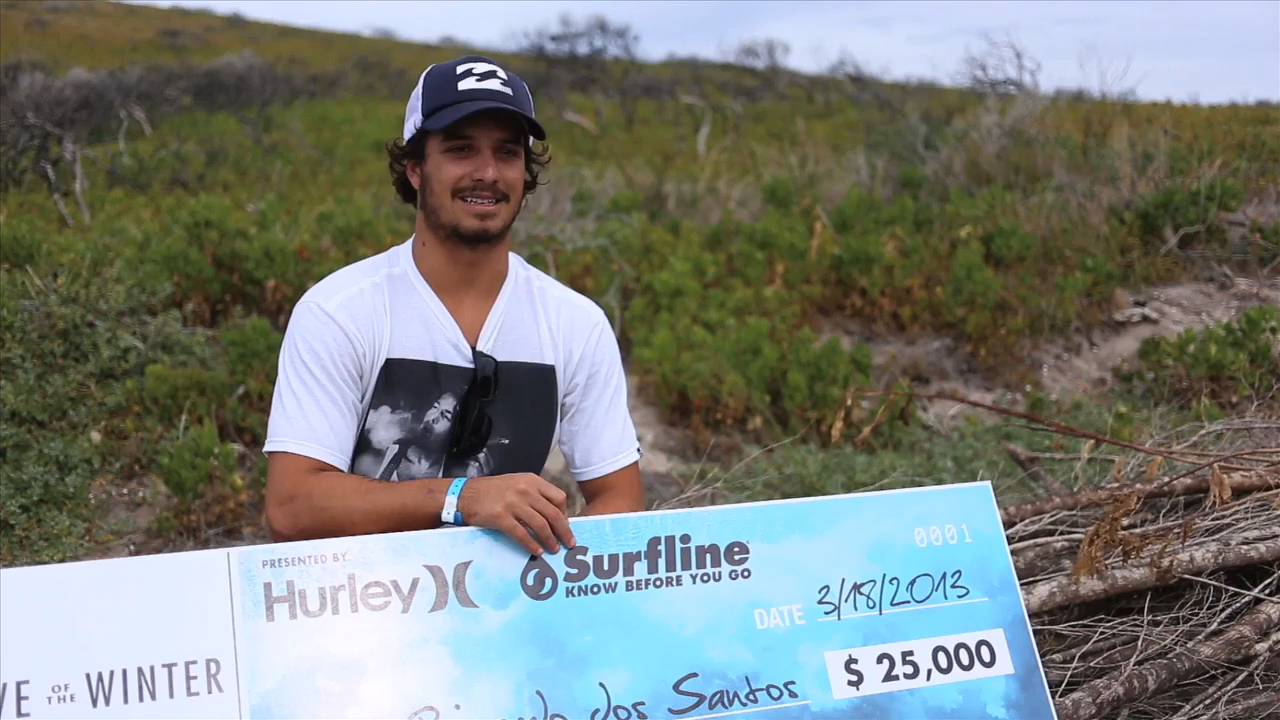 PRESENTED BY.
Hurley
Surfline
KNOW BEFORE YOU GO
0001
DATE 3/18/2013
OF THE WINTER
$ 25,000
dos Santos